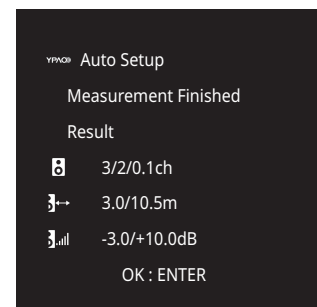 YPAO Auto Setup
Measurement Finished
Result
3/2/0.1ch
3.0/10.5m
-3.0/+10.0dB
OK : ENTER